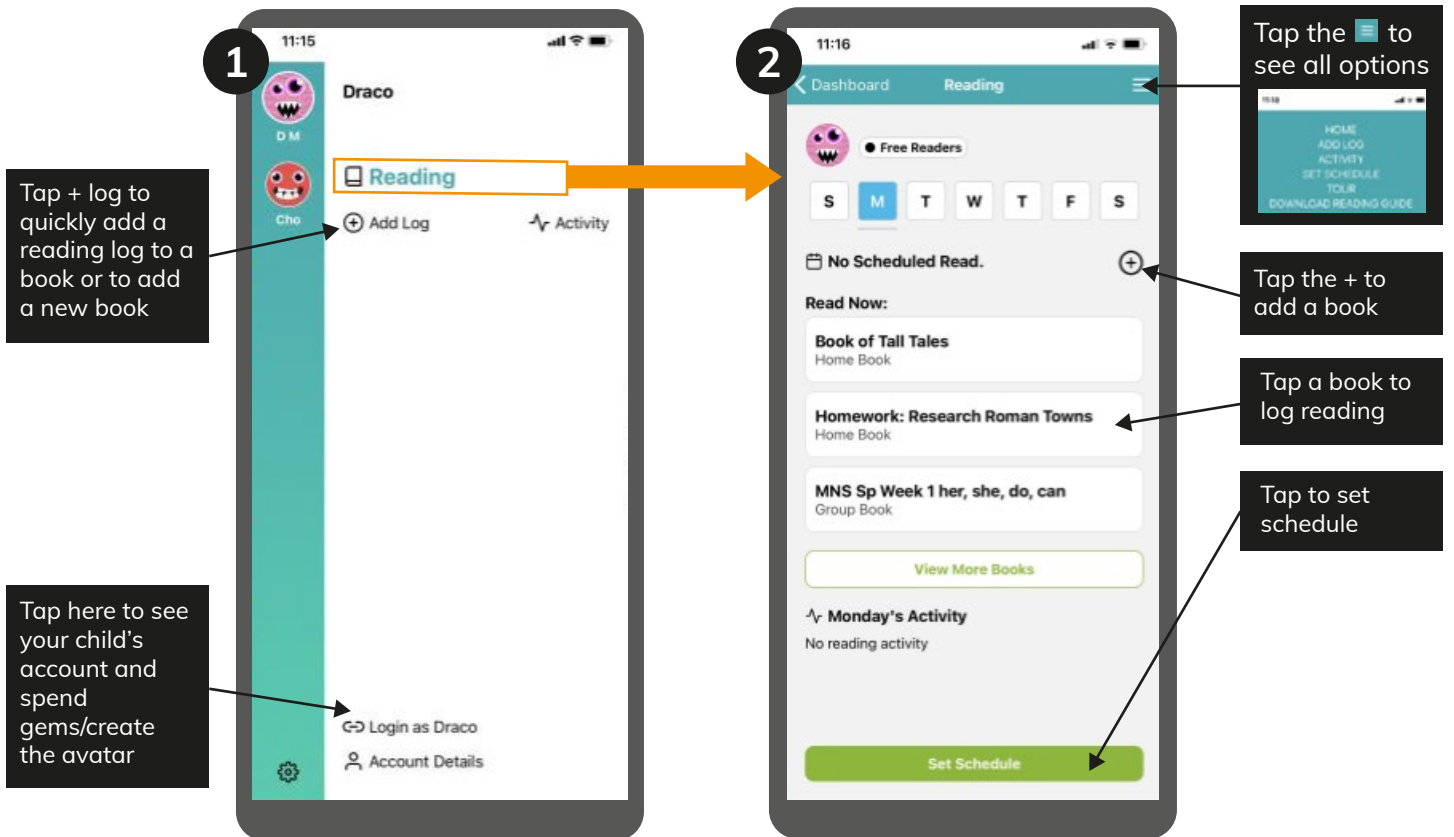 1
11:15
Draco
D M
Reading
Cho
Add Log
Activity
Tap + log to
quickly add a
reading log to a
book or to add
a new book
Tap here to see
your child's
account and
spend
gems/create
the avatar
Login as Draco
Account Details
2
11:16
Dashboard
Reading
Free Readers
S M T W T F S
No Scheduled Read.
Read Now:
Book of Tall Tales
Home Book
Homework: Research Roman Towns
Home Book
MNS Sp Week 1 her, she, do, can
Group Book
View More Books
Monday's Activity
No reading activity
Set Schedule
Tap the to
see all options
HOME
ADD LOG
ACTIVITY
SET SCHEDULE
TOUR
DOWNLOAD READING GUIDE
Tap the + to
add a book
Tap a book to
log reading
Tap to set
schedule